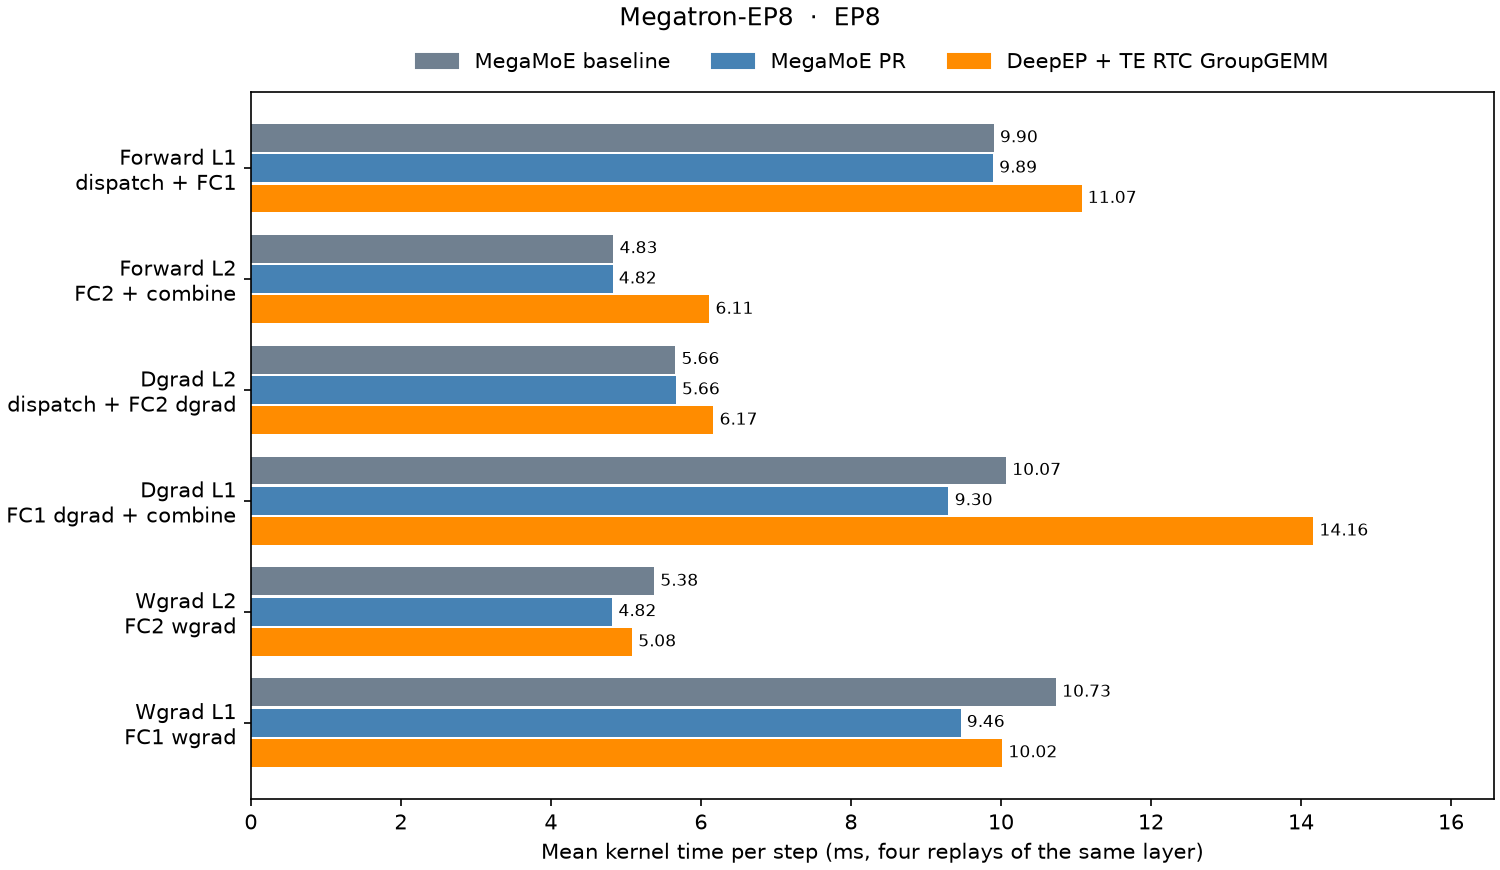 Megatron-EP8 · EP8
MegaMoE baseline
MegaMoE PR
DeepEP + TE RTC GroupGEMM
Forward L1
dispatch + FC1
9.90
9.89
11.07
Forward L2
FC2 + combine
4.83
4.82
6.11
Dgrad L2
dispatch + FC2 dgrad
5.66
5.66
6.17
Dgrad L1
FC1 dgrad + combine
10.07
9.30
14.16
Wgrad L2
FC2 wgrad
5.38
4.82
5.08
Wgrad L1
FC1 wgrad
10.73
9.46
10.02
0 2 4 6 8 10 12 14 16
Mean kernel time per step (ms, four replays of the same layer)